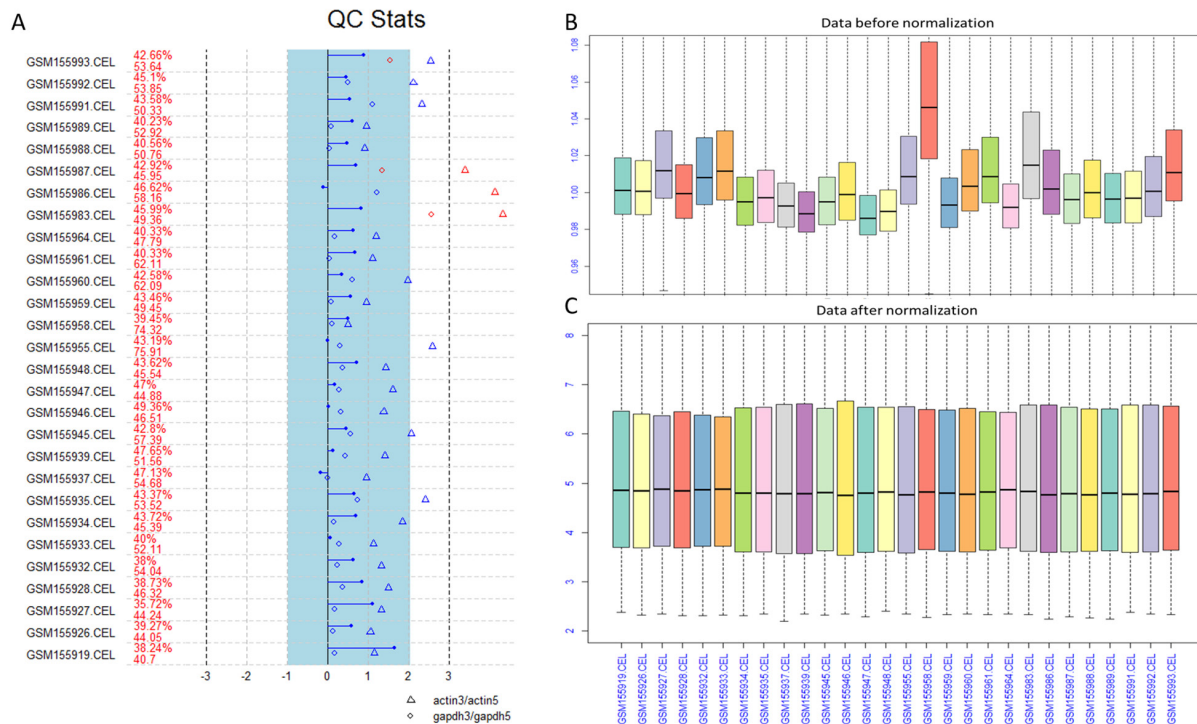 A
QC Stats
GSM155993.CEL 42.66% 53.64
GSM155992.CEL 45.1% 53.85
GSM155991.CEL 43.58% 50.33
GSM155989.CEL 40.23% 52.92
GSM155988.CEL 40.56% 50.76
GSM155987.CEL 42.92% 45.95
GSM155986.CEL 46.62% 58.16
GSM155983.CEL 45.99% 49.36
GSM155964.CEL 40.33% 47.79
GSM155961.CEL 40.33% 62.11
GSM155960.CEL 42.58% 62.09
GSM155959.CEL 43.46% 49.45
GSM155958.CEL 39.45% 74.32
GSM155955.CEL 43.19% 75.91
GSM155948.CEL 43.62% 45.54
GSM155947.CEL 47% 44.88
GSM155946.CEL 49.36% 46.51
GSM155945.CEL 42.8% 57.39
GSM155939.CEL 47.65% 51.56
GSM155937.CEL 47.13% 54.68
GSM155935.CEL 43.37% 53.52
GSM155934.CEL 43.72% 45.39
GSM155933.CEL 40% 52.11
GSM155932.CEL 38% 54.04
GSM155928.CEL 38.73% 46.32
GSM155927.CEL 35.72% 44.24
GSM155926.CEL 39.27% 44.05
GSM155919.CEL 38.24% 40.7
-3 -2 -1 0 1 2 3
actin3/actin5
gapdh3/gapdh5
B
Data before normalization
1.08
1.04
1.02
1.00
0.98
0.96
C
Data after normalization
8
7
6
5
4
3
2
GSM155919.CEL
GSM155926.CEL
GSM155927.CEL
GSM155928.CEL
GSM155932.CEL
GSM155933.CEL
GSM155934.CEL
GSM155935.CEL
GSM155937.CEL
GSM155939.CEL
GSM155945.CEL
GSM155946.CEL
GSM155947.CEL
GSM155948.CEL
GSM155955.CEL
GSM155958.CEL
GSM155959.CEL
GSM155960.CEL
GSM155961.CEL
GSM155964.CEL
GSM155983.CEL
GSM155986.CEL
GSM155987.CEL
GSM155988.CEL
GSM155989.CEL
GSM155991.CEL
GSM155992.CEL
GSM155993.CEL